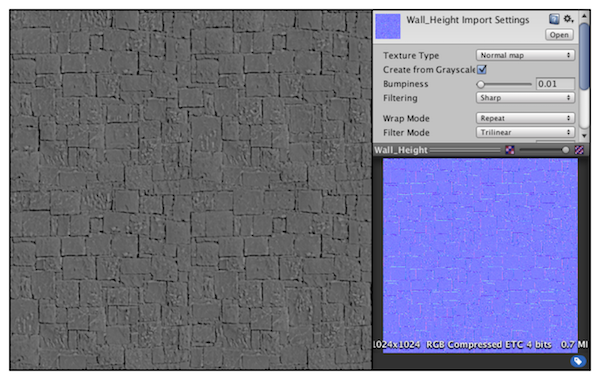 Wall_Height Import Settings
Open
Texture Type Normal map
Create from Grayscale
Bumpiness 0.01
Filtering Sharp
Wrap Mode Repeat
Filter Mode Trilinear
Wall_Height
1024x1024 RGB Compressed ETC 4 bits 0.7 M